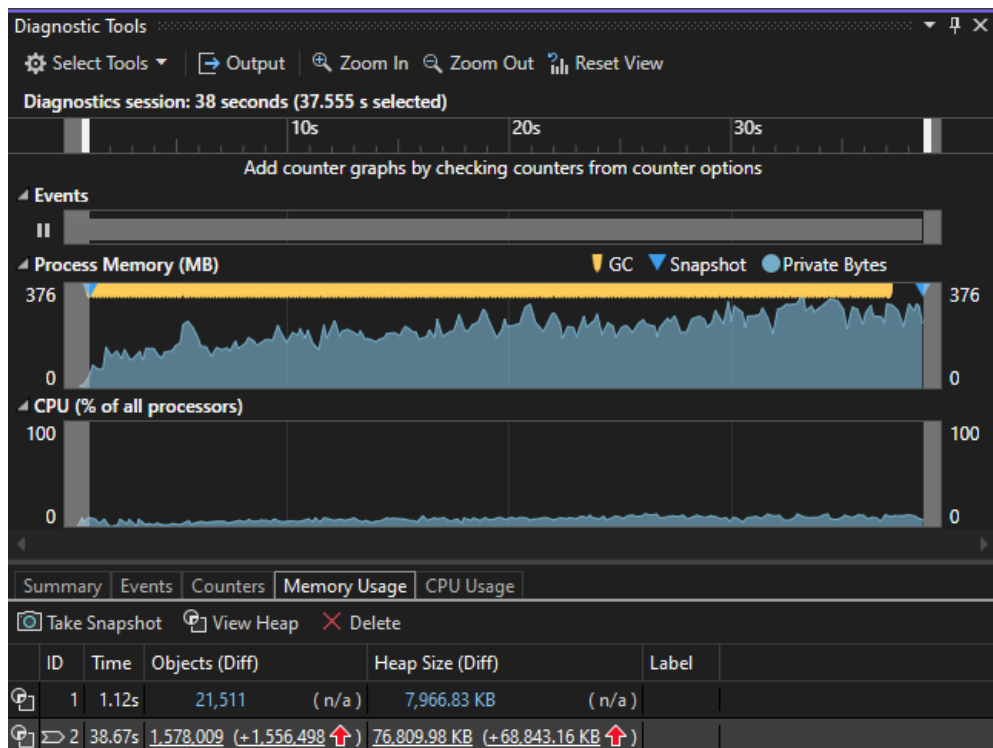 Diagnostic Tools
Select Tools Output Zoom In Zoom Out Reset View
Diagnostics session: 38 seconds (37.555 s selected)
10s 20s 30s
Add counter graphs by checking counters from counter options
Events
Process Memory (MB) GC Snapshot Private Bytes
376 376
0 0
CPU (% of all processors)
100 100
0 0
Summary Events Counters Memory Usage CPU Usage
Take Snapshot View Heap Delete
ID Time Objects (Diff) Heap Size (Diff) Label
1 1.12s 21,511 (n/a) 7,966.83 KB (n/a)
2 38.67s 1,578,009 (+1,556,498) 76,809.98 KB (+68,843.16 KB)